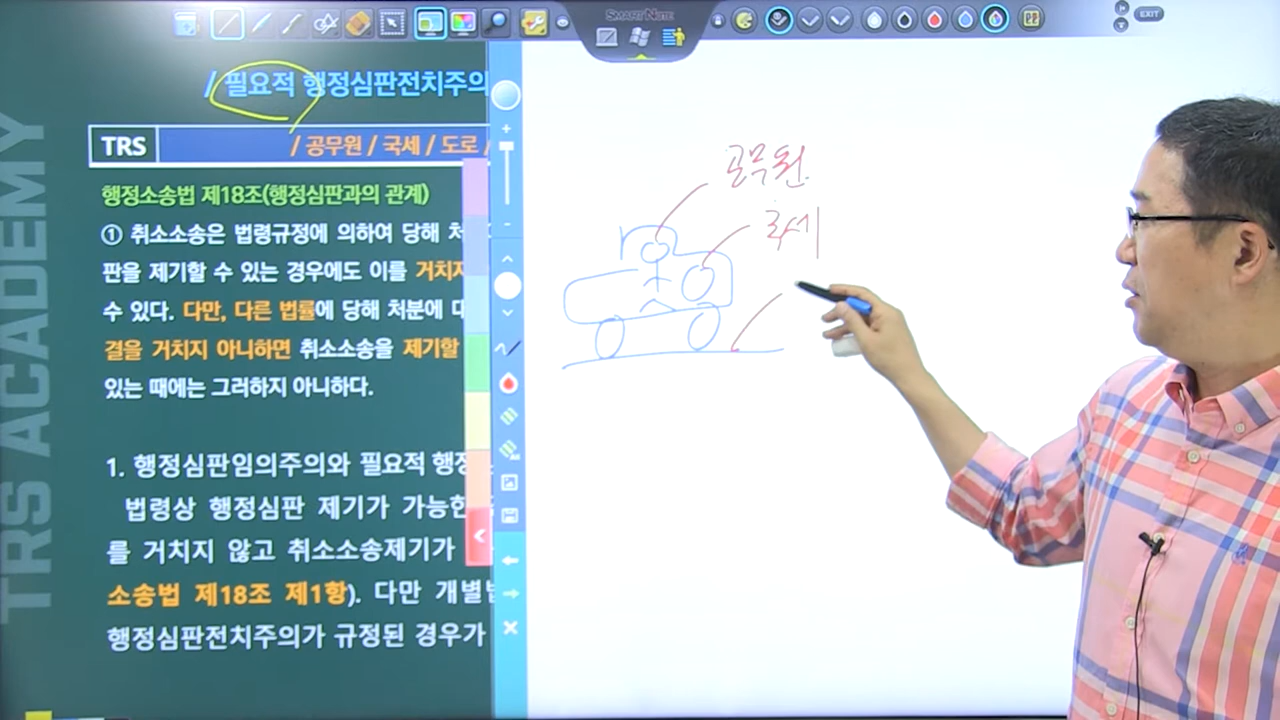 SMARTNOTE
EXIT
/ 필요적 행정심판전치주의
TRS / 공무원 / 국세 / 도로 /
행정소송법 제18조(행정심판과의 관계)
① 취소소송은 법령규정에 의하여 당해 처
판을 제기할 수 있는 경우에도 이를 거치지
수 있다. 다만, 다른 법률에 당해 처분에 대
결을 거치지 아니하면 취소소송을 제기할
있는 때에는 그러하지 아니하다.
1. 행정심판임의주의와 필요적 행정
법령상 행정심판 제기가 가능한
를 거치지 않고 취소소송제기가
소송법 제18조 제1항). 다만 개별법
행정심판전치주의가 규정된 경우가
TRS ACADEMY
공무원
국세